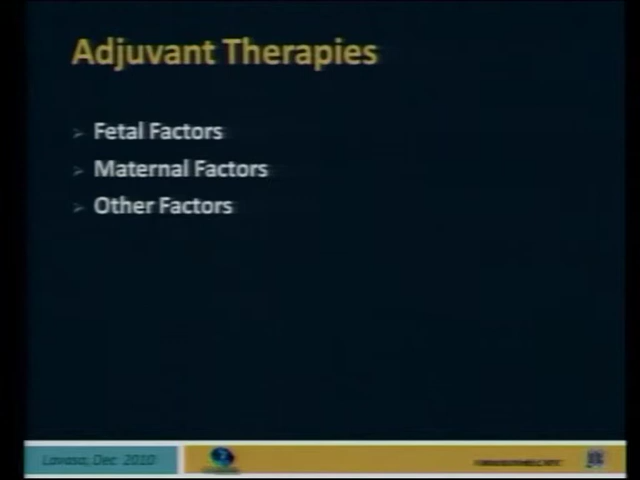 Adjuvant Therapies
Fetal Factors
Maternal Factors
Other Factors
Lavasa, Dec 2010